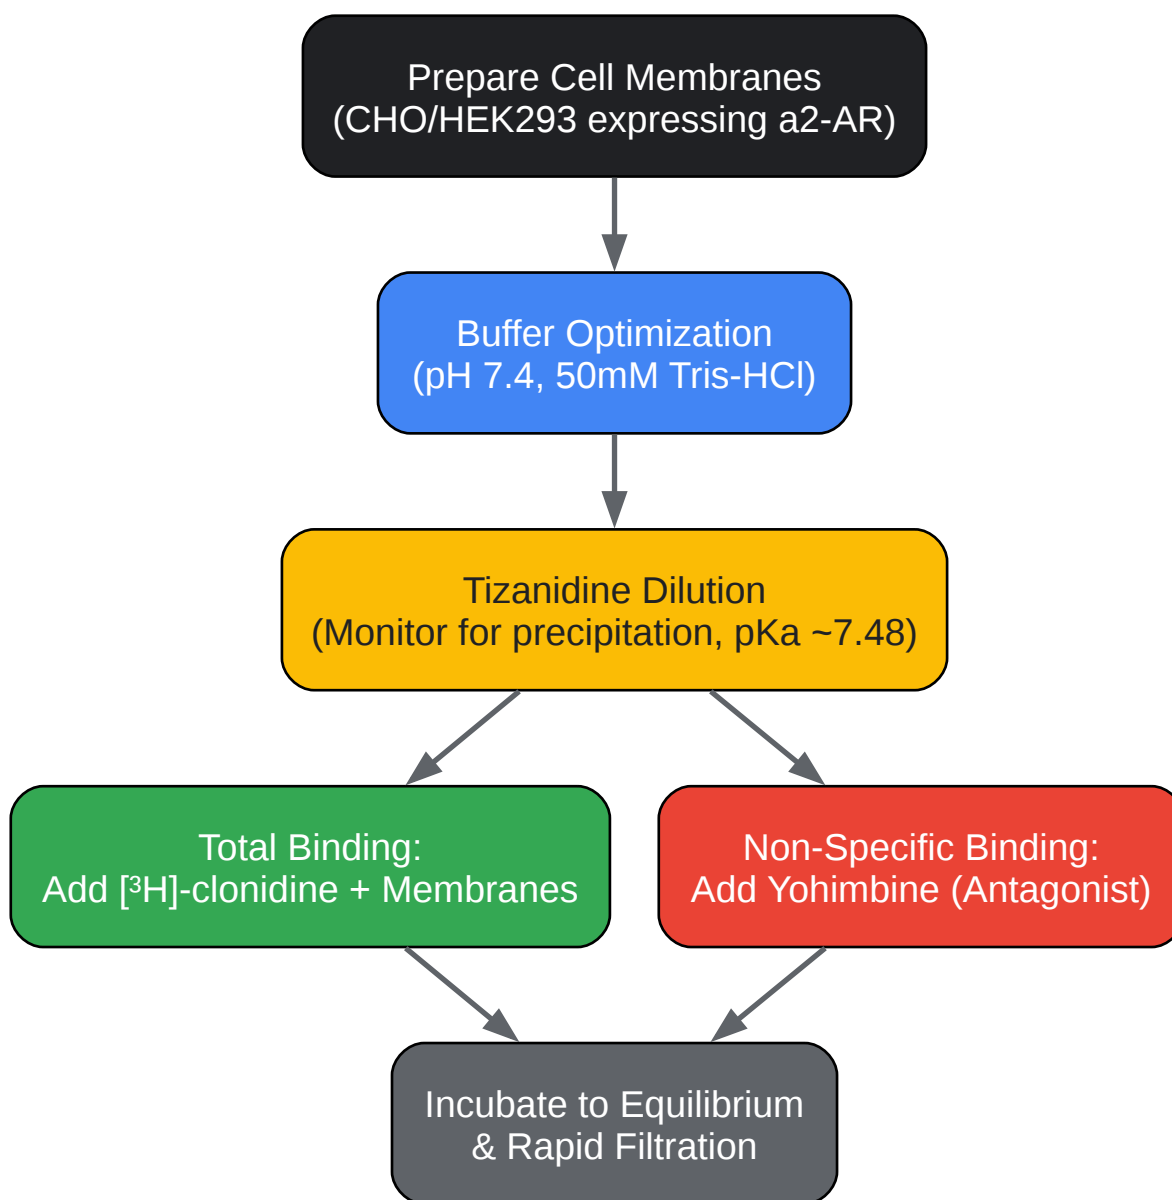 Prepare Cell Membranes
(CHO/HEK293 expressing a2-AR)
Buffer Optimization
(pH 7.4, 50mM Tris-HCl)
Tizanidine Dilution
(Monitor for precipitation, pKa ~7.48)
Total Binding:
Add [³H]-clonidine + Membranes
Non-Specific Binding:
Add Yohimbine (Antagonist)
Incubate to Equilibrium
& Rapid Filtration